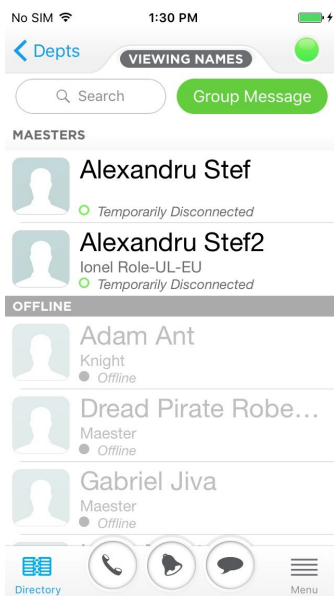 No SIM 1:30 PM
Depts
VIEWING NAMES
Search
Group Message
MAESTERS
Alexandru Stef
Temporarily Disconnected
Alexandru Stef2
Ionel Role-UL-EU
Temporarily Disconnected
OFFLINE
Adam Ant
Knight
Offline
Dread Pirate Robe...
Maester
Offline
Gabriel Jiva
Maester
Offline
Directory
Menu